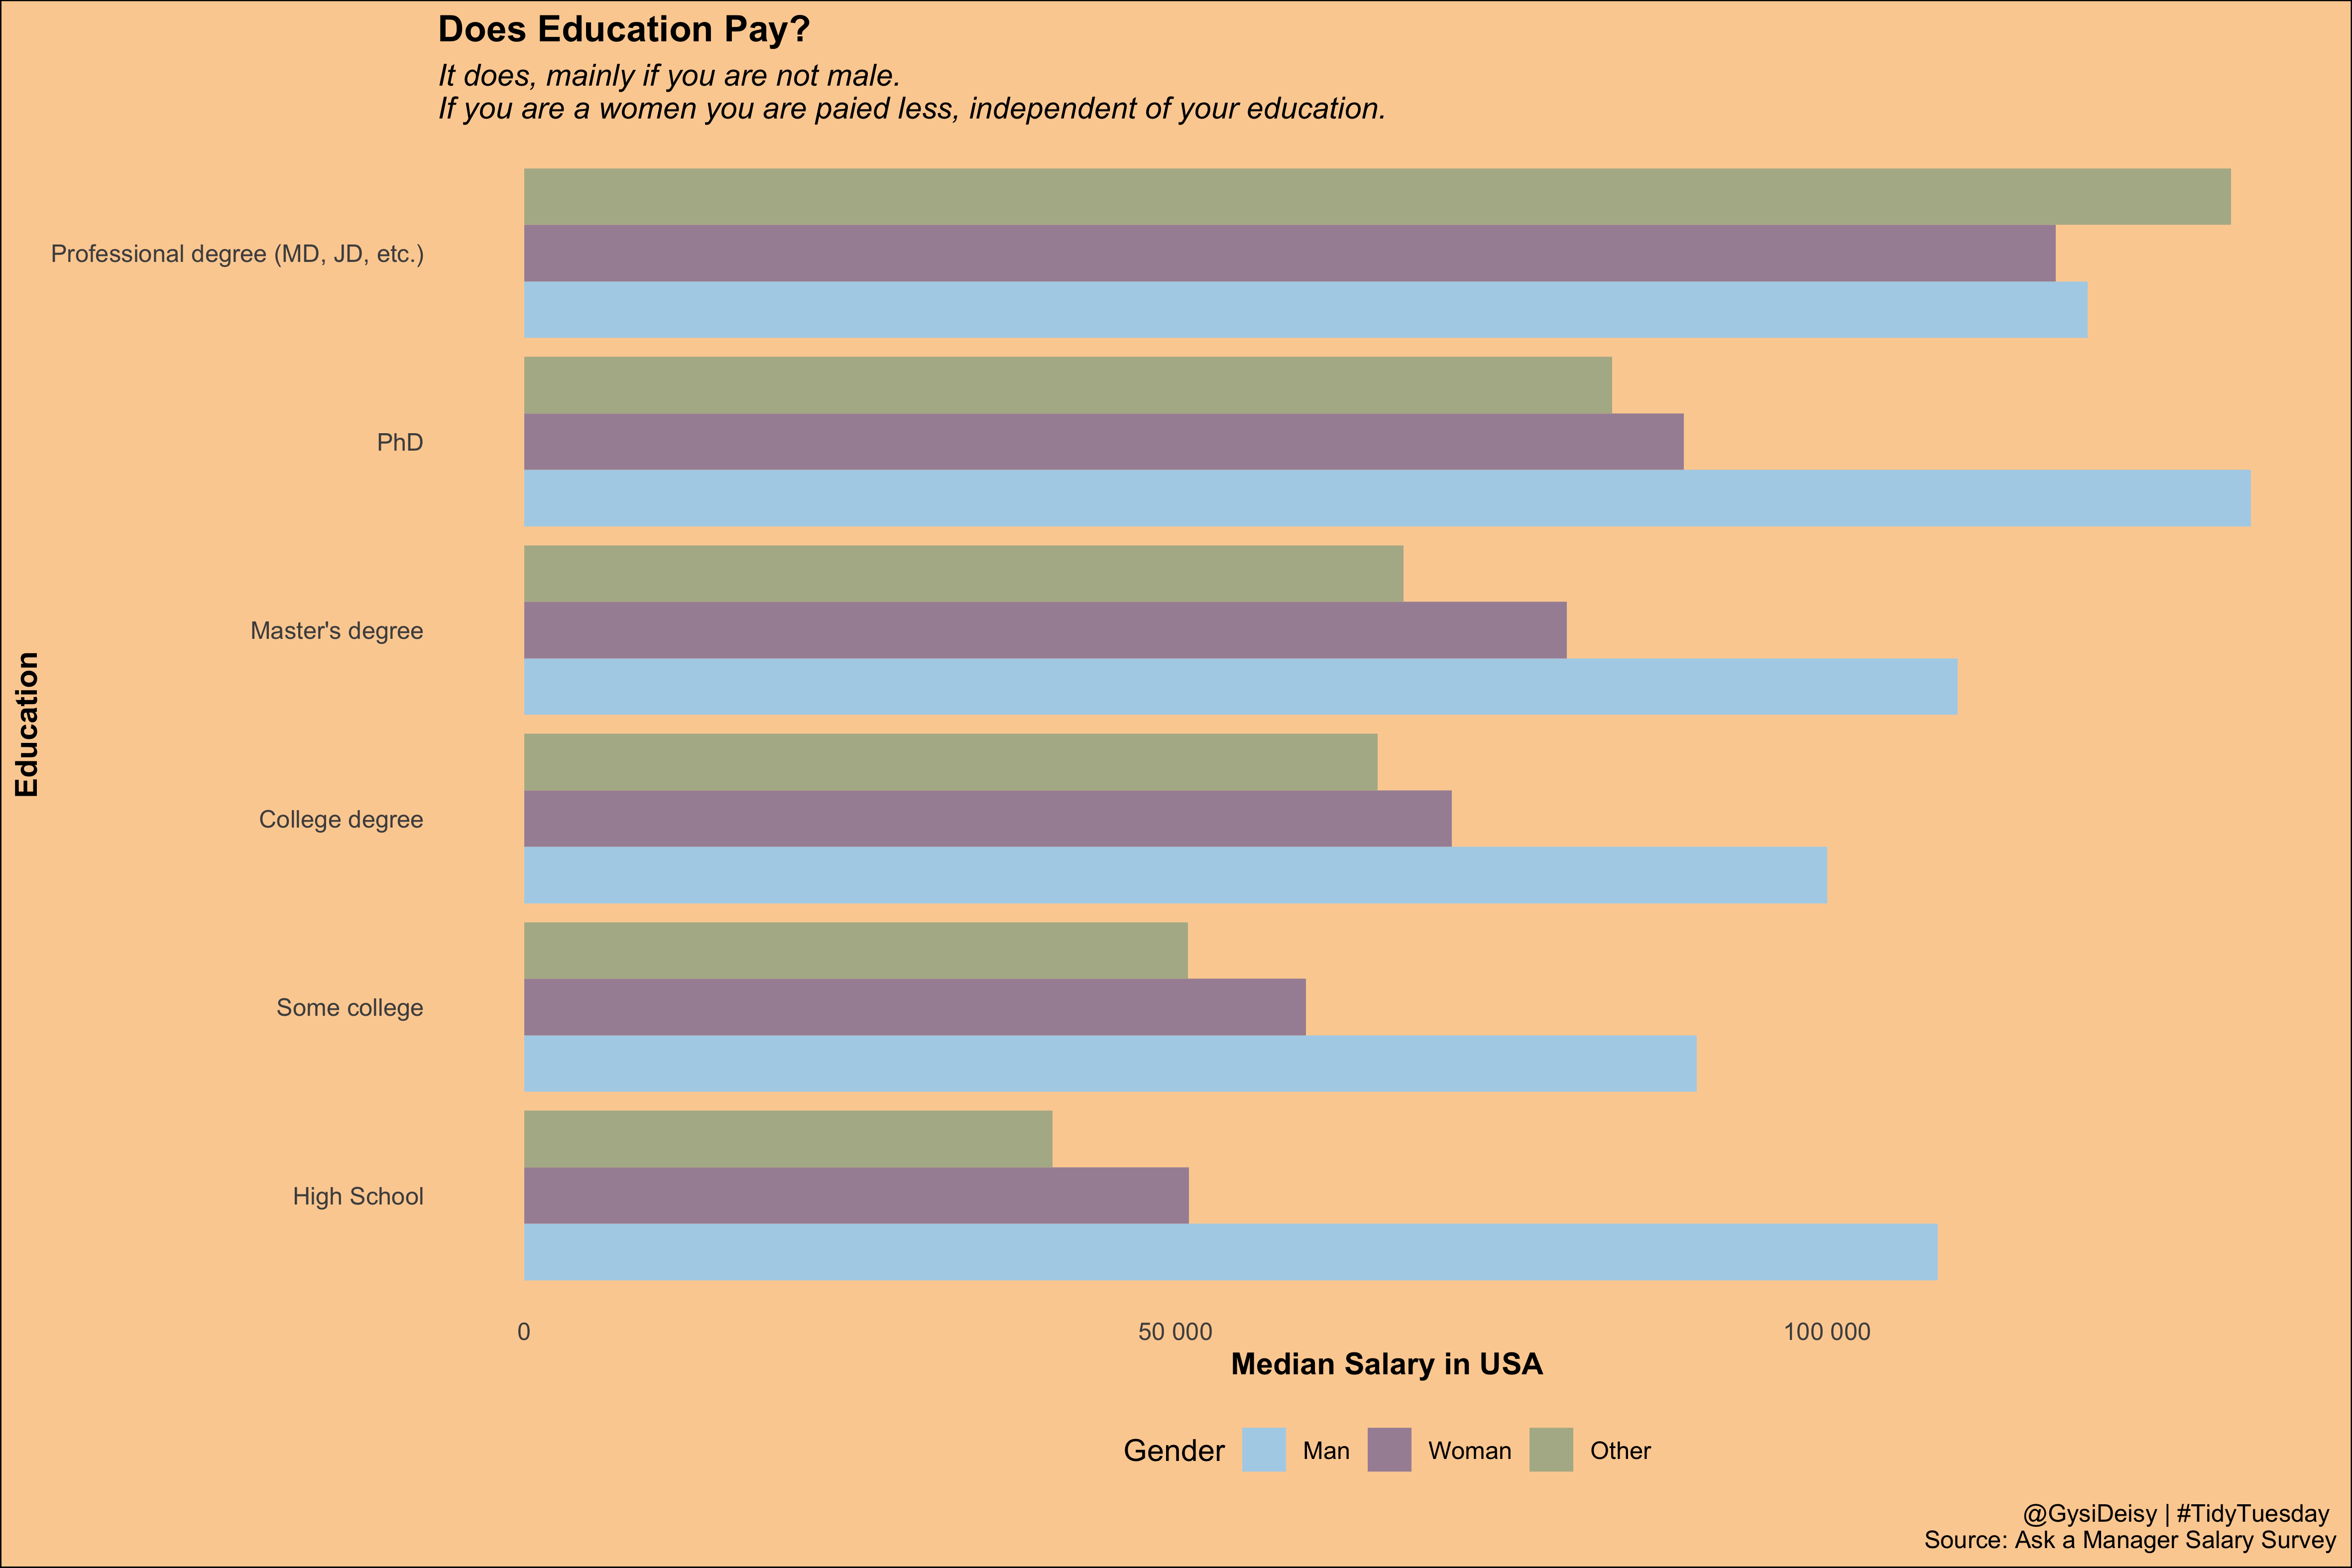 Does Education Pay?
It does, mainly if you are not male.
If you are a women you are paied less, independent of your education.
Professional degree (MD, JD, etc.)
PhD
Master's degree
College degree
Some college
High School
Education
0
50 000
100 000
Median Salary in USA
Gender
Man
Woman
Other
@GysiDeisy | #TidyTuesday
Source: Ask a Manager Salary Survey